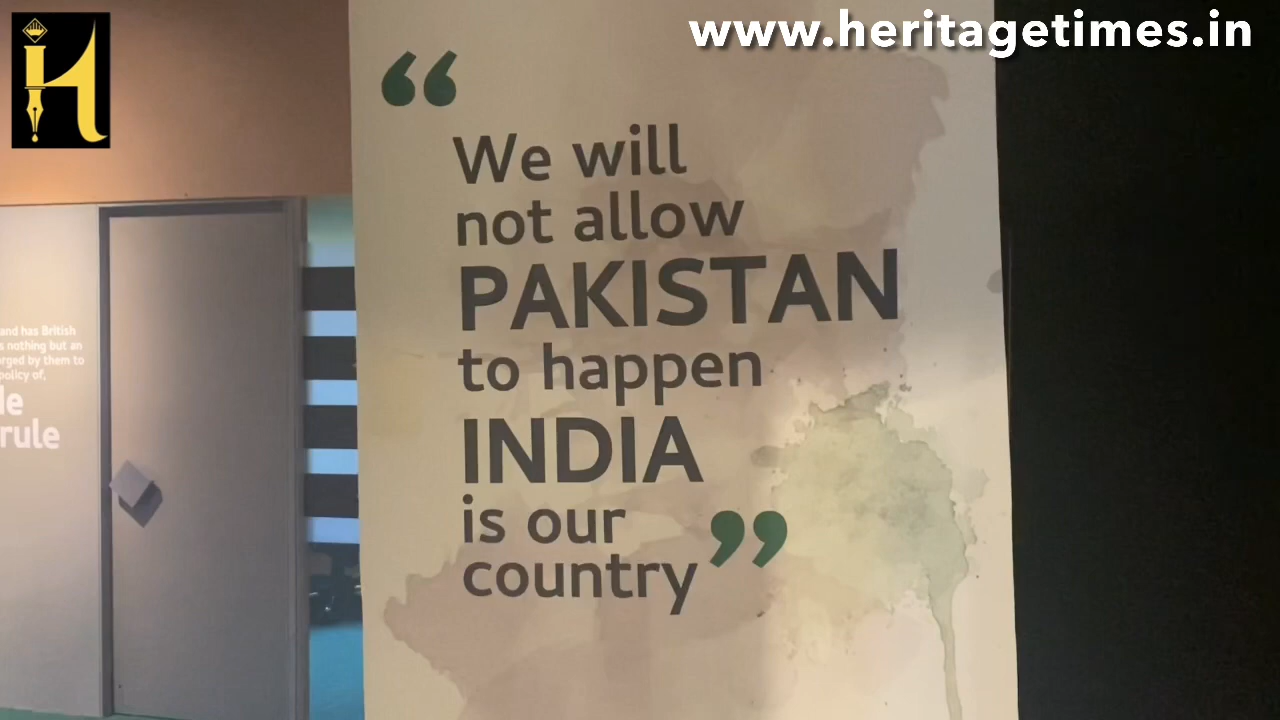 www.heritagetimes.in
“
We will
not allow
PAKISTAN
to happen
INDIA
is our
country”
and has British
s nothing but an
rged by them to
policy of,
le
rule